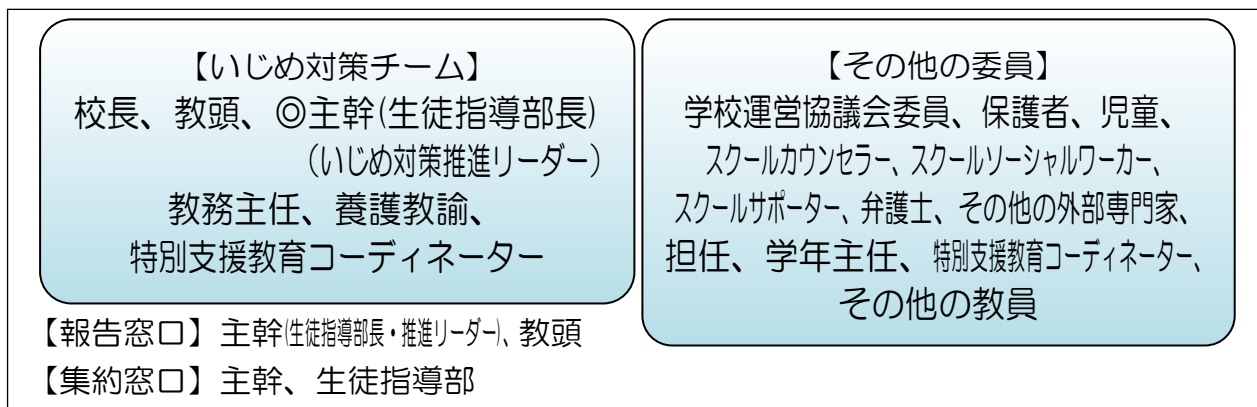 【いじめ対策チーム】
校長、教頭、◎主幹(生徒指導部長)
(いじめ対策推進リーダー)
教務主任、養護教諭、
特別支援教育コーディネーター
【その他の委員】
学校運営協議会委員、保護者、児童、
スクールカウンセラー、スクールソーシャルワーカー、
スクールサポーター、弁護士、その他の外部専門家、
担任、学年主任、特別支援教育コーディネーター、
その他の教員
【報告窓口】主幹(生徒指導部長・推進リーダー)、教頭
【集約窓口】主幹、生徒指導部